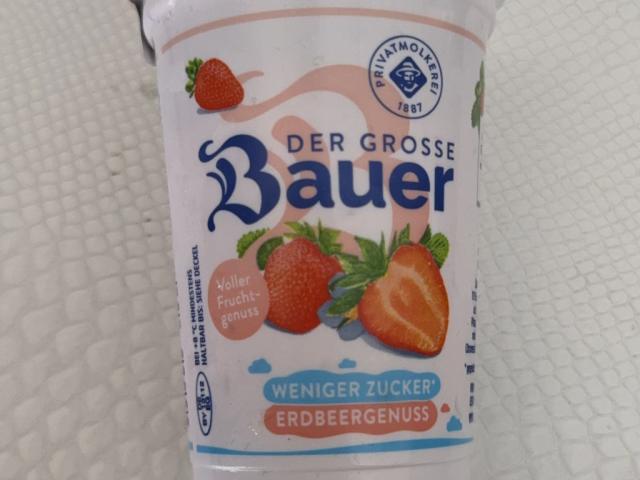 PRIVATMOLKEREI
1887
DER GROSSE
Bauer
Voller
Frucht-
genuss
BEI +8 °C MINDESTENS
HALTBAR BIS: SIEHE DECKEL
WENIGER ZUCKER*
ERDBEERGENUSS